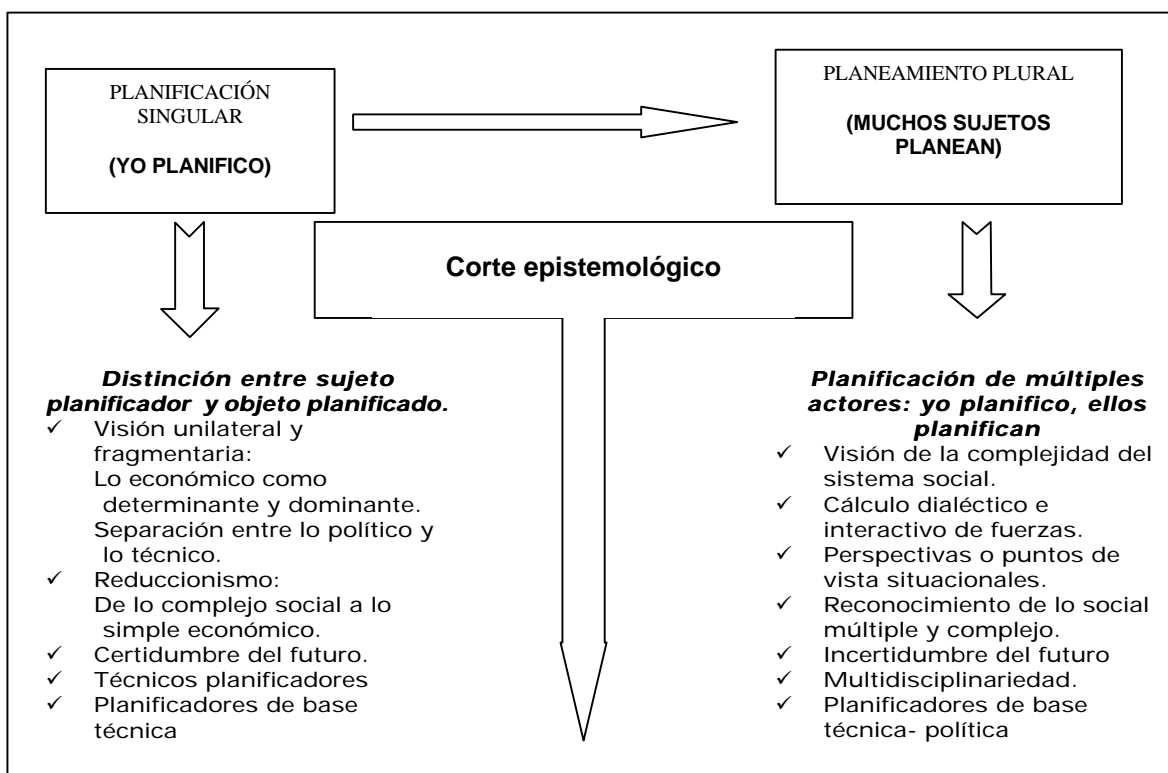 PLANIFICACIÓN
SINGULAR
(YO PLANIFICO)
PLANEAMIENTO PLURAL
(MUCHOS SUJETOS
PLANEAN)
Corte epistemológico
Distinción entre sujeto
planificador y objeto planificado.
✓ Visión unilateral y
fragmentaria:
Lo económico como
determinante y dominante.
Separación entre lo político y
lo técnico.
✓ Reduccionismo:
De lo complejo social a lo
simple económico.
✓ Certidumbre del futuro.
✓ Técnicos planificadores
✓ Planificadores de base
técnica
Planificación de múltiples
actores: yo planifico, ellos
planifican
✓ Visión de la complejidad del
sistema social.
✓ Cálculo dialéctico e
interactivo de fuerzas.
✓ Perspectivas o puntos de
vista situacionales.
✓ Reconocimiento de lo social
múltiple y complejo.
✓ Incertidumbre del futuro
✓ Multidisciplinariedad.
✓ Planificadores de base
técnica- política